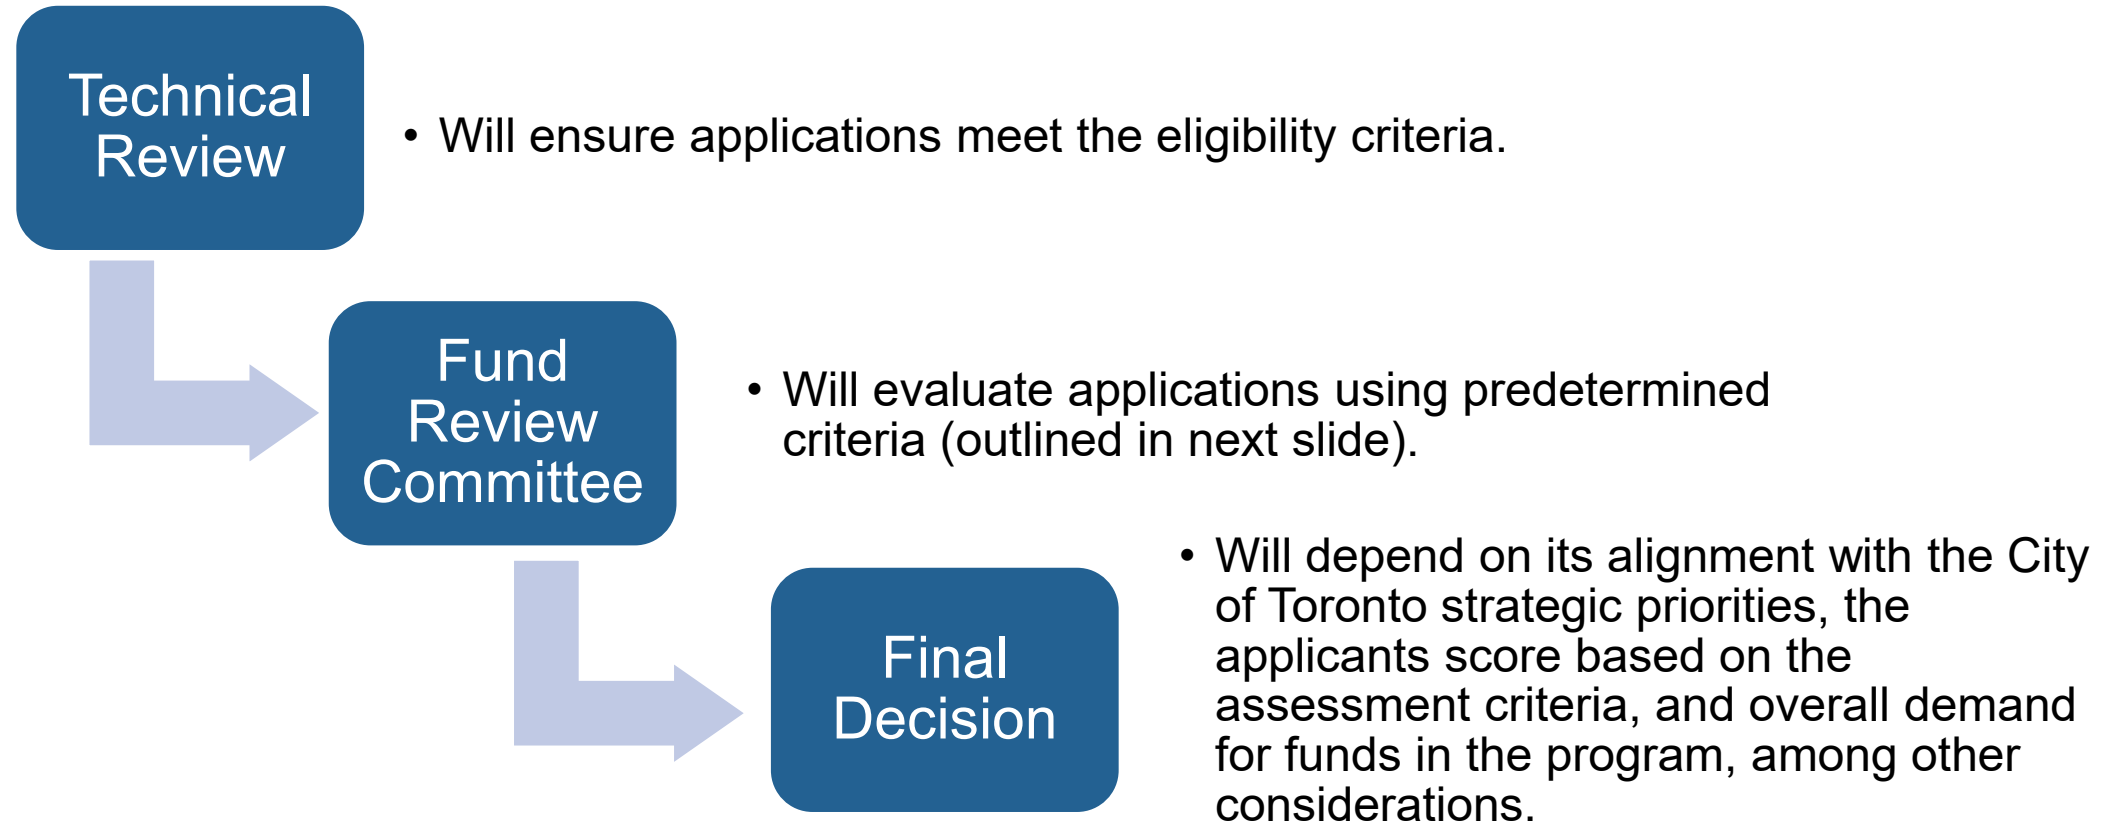 Technical
Review
• Will ensure applications meet the eligibility criteria.
Fund
Review
Committee
• Will evaluate applications using predetermined
criteria (outlined in next slide).
Final
Decision
• Will depend on its alignment with the City
of Toronto strategic priorities, the
applicants score based on the
assessment criteria, and overall demand
for funds in the program, among other
considerations.